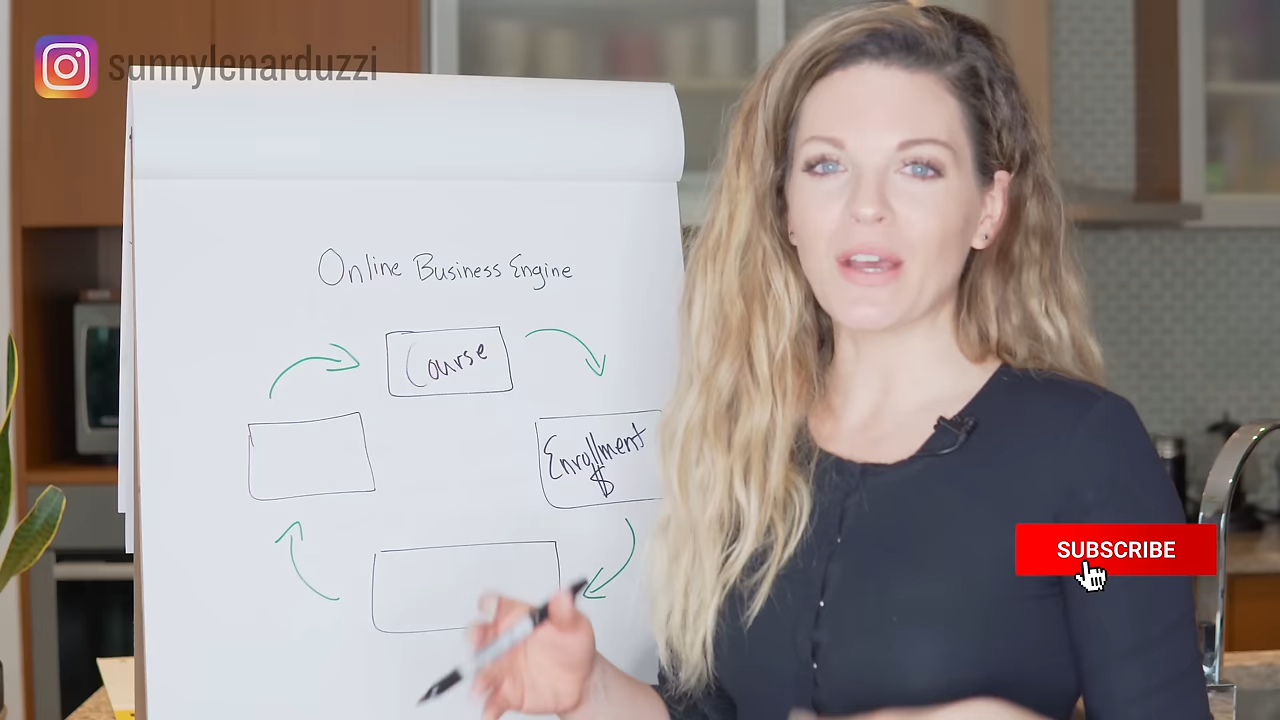 sunnylenarduzzi
Online Business Engine
Course
Enrollment
$
SUBSCRIBE